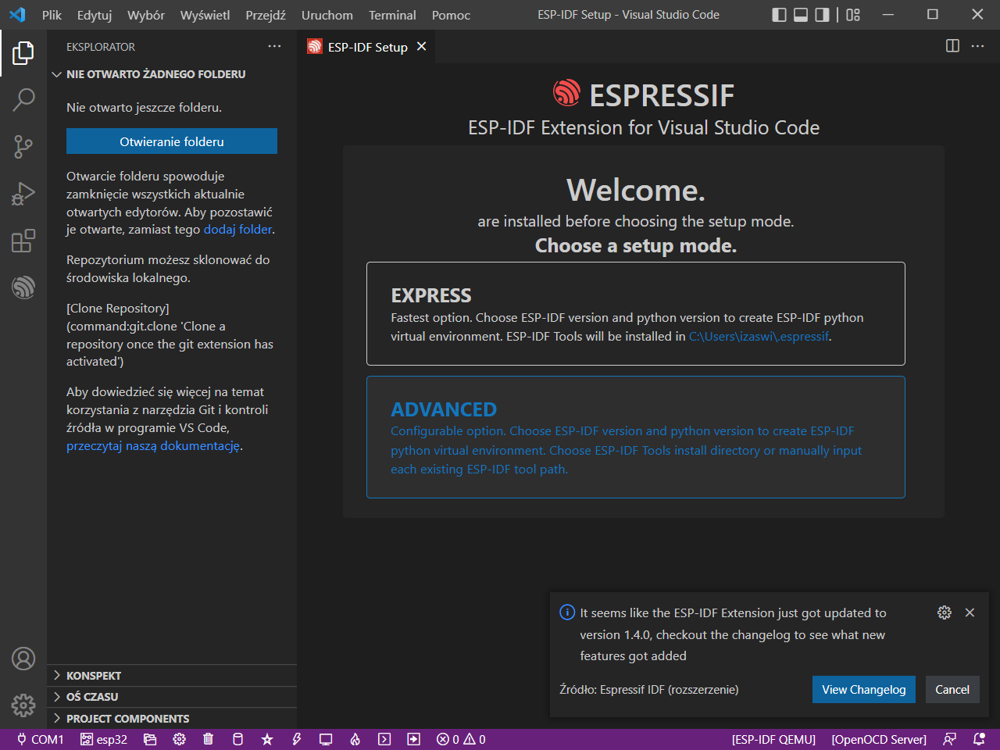 Plik Edytuj Wybór Wyświetl Przejdź Uruchom Terminal Pomoc ESP-IDF Setup - Visual Studio Code
EKSPLORATOR
NIE OTWARTO ŻADNEGO FOLDERU
Nie otwarto jeszcze folderu.
Otwieranie folderu
Otwarcie folderu spowoduje
zamknięcie wszystkich aktualnie
otwartych edytorów. Aby pozostawić
je otwarte, zamiast tego dodaj folder.
Repozytorium możesz sklonować do
środowiska lokalnego.
[Clone Repository]
(command:git.clone 'Clone a
repository once the git extension has
activated')
Aby dowiedzieć się więcej na temat
korzystania z narzędzia Git i kontroli
źródła w programie VS Code,
przeczytaj naszą dokumentację.
KONSPEKT
OŚ CZASU
PROJECT COMPONENTS
ESP-IDF Setup
ESPRESSIF
ESP-IDF Extension for Visual Studio Code
Welcome.
are installed before choosing the setup mode.
Choose a setup mode.
EXPRESS
Fastest option. Choose ESP-IDF version and python version to create ESP-IDF python
virtual environment. ESP-IDF Tools will be installed in C:\Users\izaswi\.espressif.
ADVANCED
Configurable option. Choose ESP-IDF version and python version to create ESP-IDF
python virtual environment. Choose ESP-IDF Tools install directory or manually input
each existing ESP-IDF tool path.
It seems like the ESP-IDF Extension just got updated to
version 1.4.0, checkout the changelog to see what new
features got added
Źródło: Espressif IDF (rozszerzenie)
View Changelog
Cancel
COM1 esp32 0 0 [ESP-IDF QEMU] [OpenOCD Server]